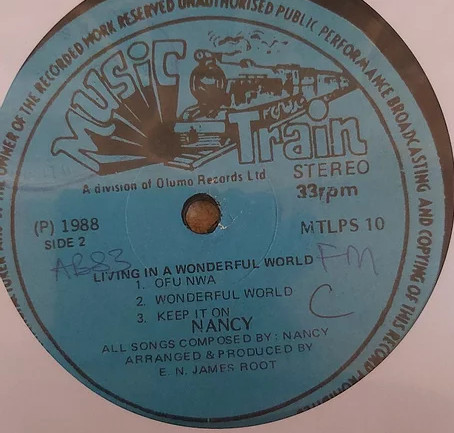 THE OWNER OF THE RECORDED WORK RESERVED UNAUTHORISED PUBLIC PERFORMANCE BROADCASTING AND COPYING OF THIS RECORD
MUSIC
Train
A division of Olumo Records Ltd
STEREO
33rpm
(P) 1988
SIDE 2
MTLPS 10
AB83
FM
LIVING IN A WONDERFUL WORLD
1. OFU NWA
2. WONDERFUL WORLD
3. KEEP IT ON
C
NANCY
ALL SONGS COMPOSED BY: NANCY
ARRANGED & PRODUCED BY
E. N. JAMES ROOT